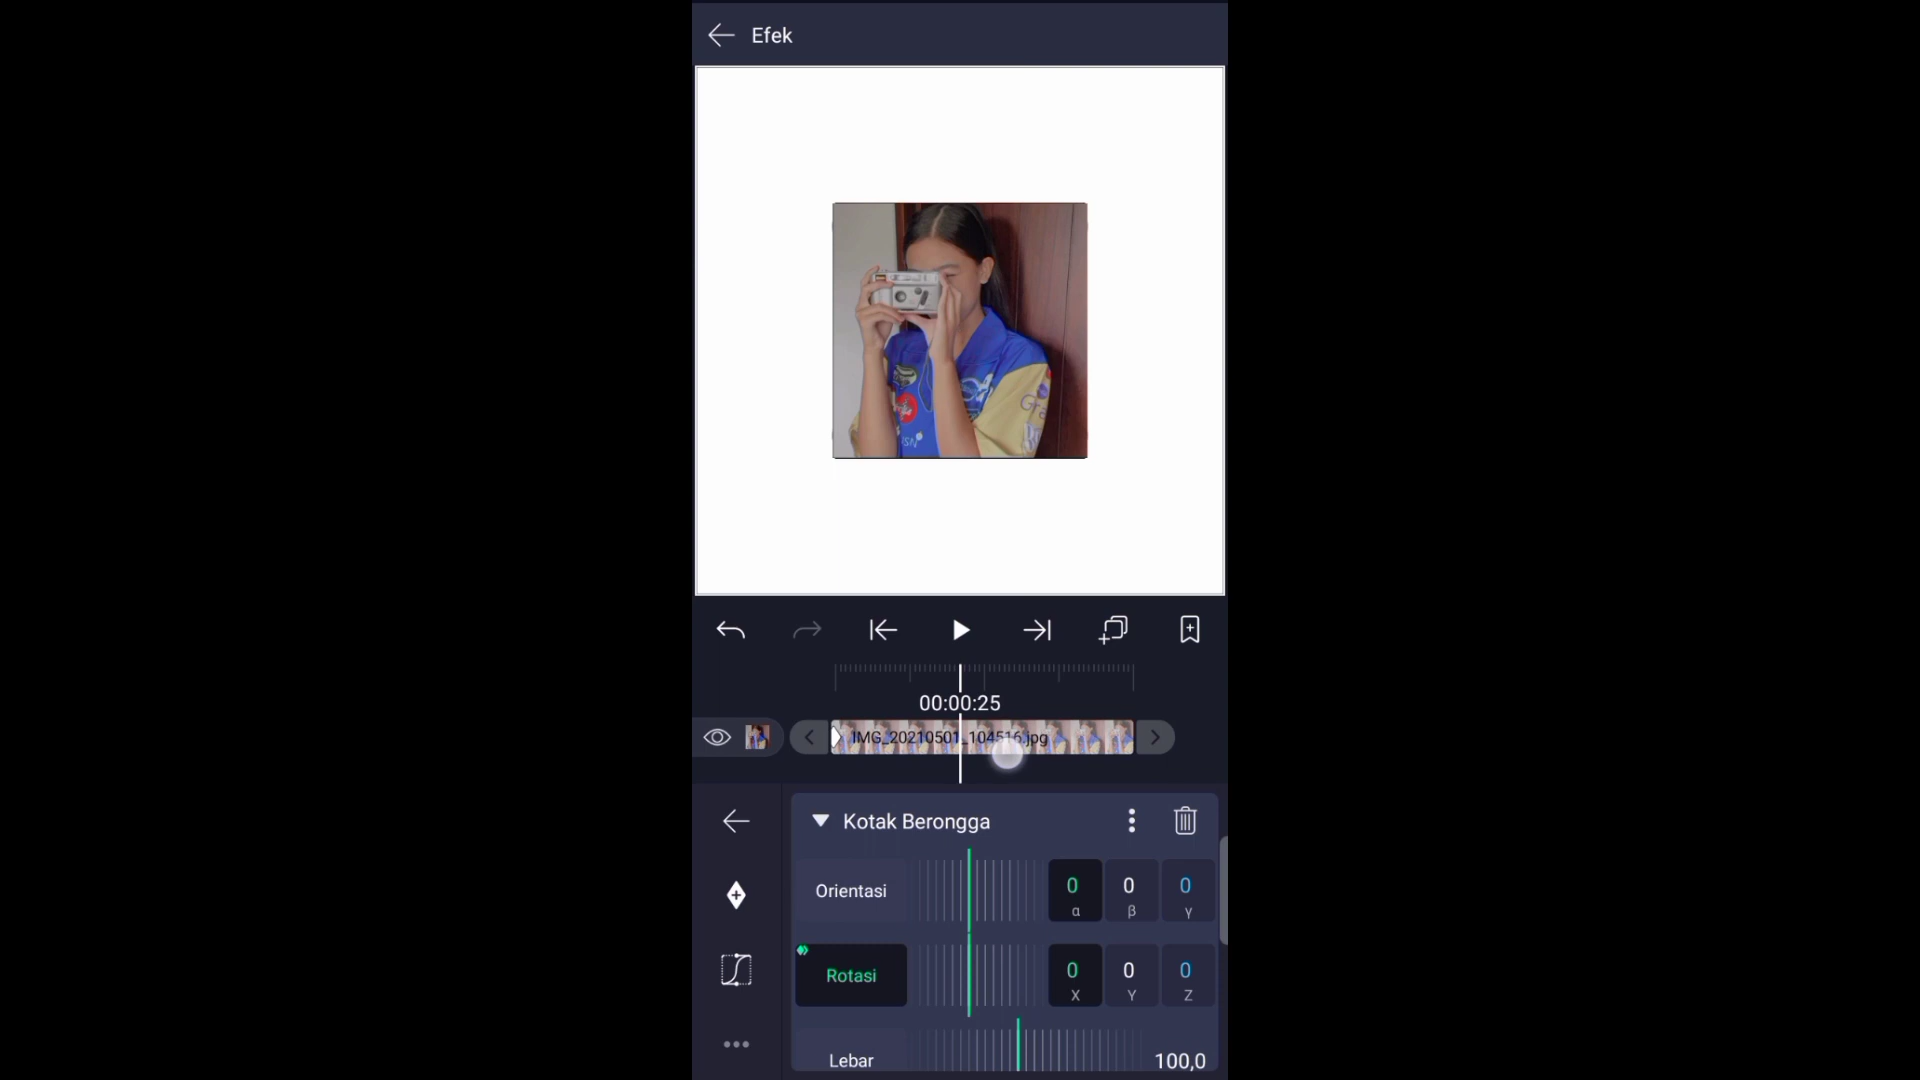 Efek
00:00:25
IMG_20210501_104516.jpg
Kotak Berongga
Orientasi
0 0 0
α β γ
Rotasi
0 0 0
X Y Z
Lebar
100,0